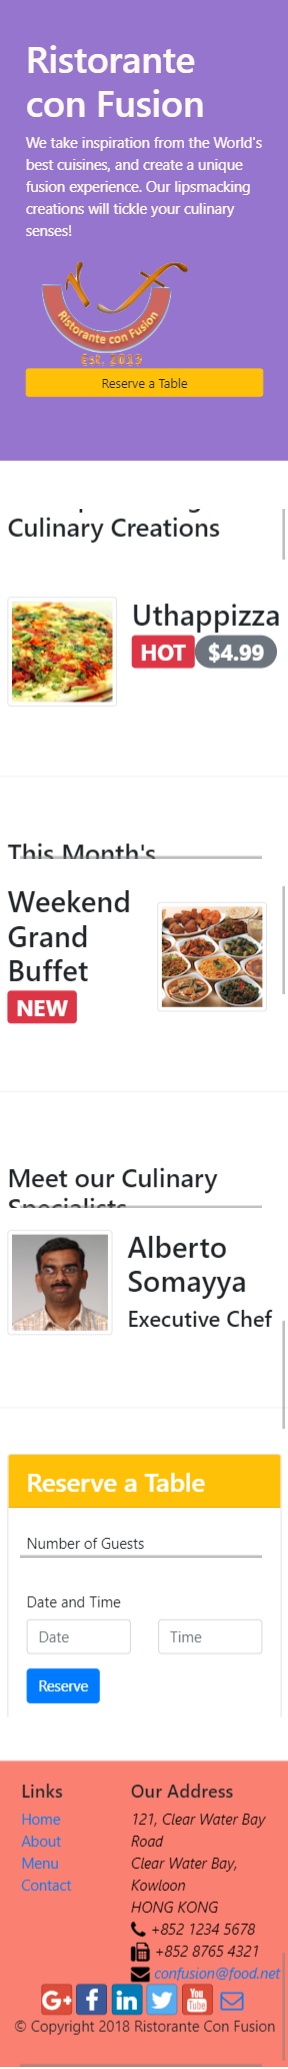 Ristorante
con Fusion
We take inspiration from the World's
best cuisines, and create a unique
fusion experience. Our lipsmacking
creations will tickle your culinary
senses!
Ristorante con Fusion
Est. 2013
Reserve a Table
Culinary Creations
Uthappizza
HOT $4.99
This Month's
Weekend
Grand
Buffet
NEW
Meet our Culinary
Specialists
Alberto
Somayya
Executive Chef
Reserve a Table
Number of Guests
Date and Time
Date Time
Reserve
Links
Home
About
Menu
Contact
Our Address
121, Clear Water Bay
Road
Clear Water Bay,
Kowloon
HONG KONG
+852 1234 5678
+852 8765 4321
confusion@food.net
G+ f in You Tube
© Copyright 2018 Ristorante Con Fusion